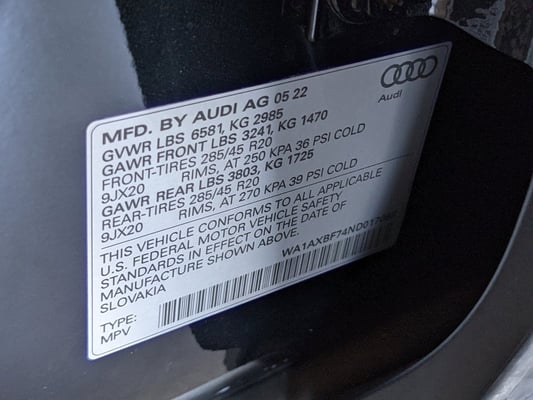 MFD. BY AUDI AG 05 22
GVWR LBS 6581, KG 2985
GAWR FRONT LBS 3241, KG 1470
FRONT-TIRES 285/45 R20
9JX20 RIMS, AT 250 KPA 36 PSI COLD
GAWR REAR LBS 3803, KG 1725
REAR-TIRES 285/45 R20
9JX20 RIMS, AT 270 KPA 39 PSI COLD
THIS VEHICLE CONFORMS TO ALL APPLICABLE
U.S. FEDERAL MOTOR VEHICLE SAFETY
STANDARDS IN EFFECT ON THE DATE OF
MANUFACTURE SHOWN ABOVE.
SLOVAKIA
TYPE:
MPV
Audi